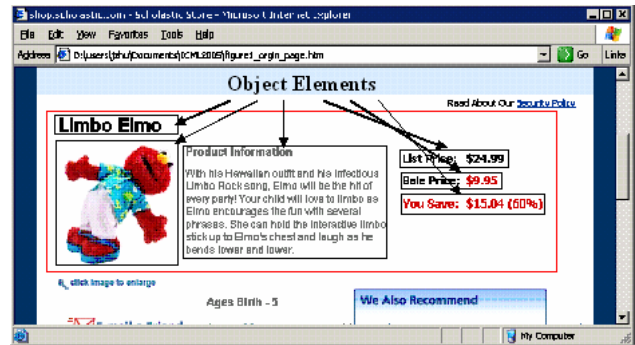 shop.scholastic.com - Scholastic Store - Microsoft Internet Explorer
File Edit View Favorites Tools Help
Address D:\users\jzhu\Documents\ICML2005\figure1_orgin_page.htm Go Links
Object Elements
Read About Our Security Policy
Limbo Elmo
Product Information
With his Hawaiian outfit and his infectious
Limbo Rock song, Elmo will be the hit of
every party! Your child will love to limbo as
Elmo encourages the fun with several
phrases. She can hold the interactive limbo
stick up to Elmo's chest and laugh as he
bends lower and lower.
List Price: $24.99
Sale Price: $9.95
You Save: $15.04 (60%)
click image to enlarge
Ages Birth - 5
We Also Recommend
E-mail a Friend
My Computer